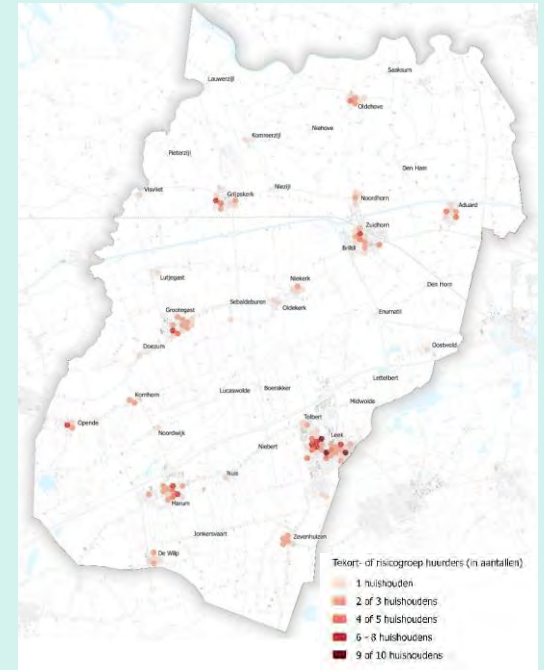 Saaksum
Lauwerzijl
Oldehove
Niehove
Kommerzijl
Pieterzijl
Den Ham
Visvliet
Niezijl
Grijpskerk
Noordhorn
Aduard
Zuidhorn
Briltil
Lutjegast
Niekerk
Den Horn
Sebaldeburen
Oldekerk
Grootegast
Enumatil
Doezum
Oostwold
Lettelbert
Lucaswolde
Boerakker
Kornhorn
Midwolde
Tolbert
Opende
Noordwijk
Leek
Niebert
Nuis
Marum
Jonkersvaart
Zevenhuizen
De Wilp
Tekort- of risicogroep huurders (in aantallen)
1 huishouden
2 of 3 huishoudens
4 of 5 huishoudens
6 - 8 huishoudens
9 of 10 huishoudens